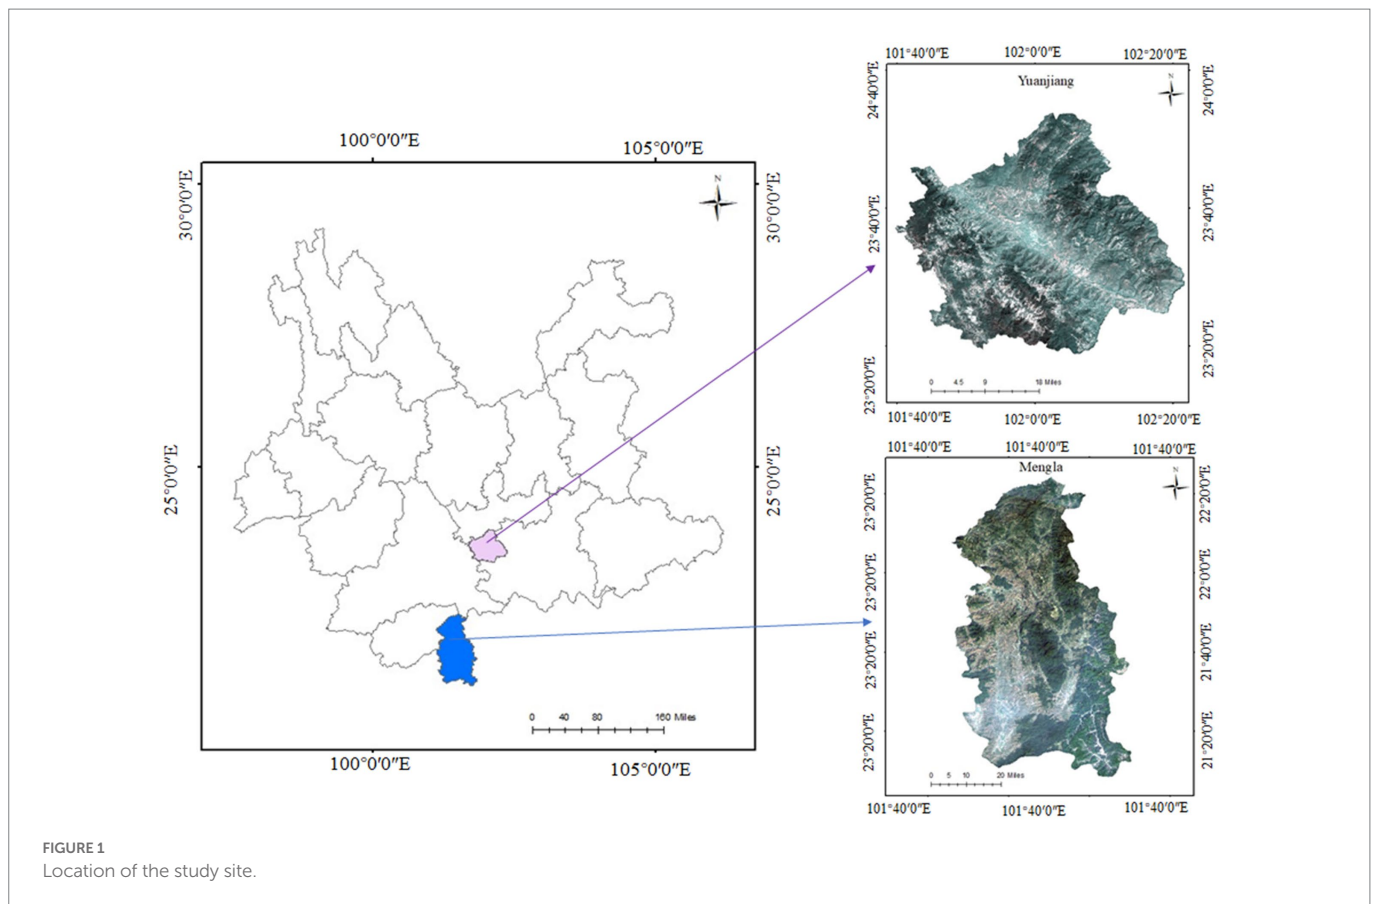 100°0'0"E
105°0'0"E
30°0'0"E
30°0'0"E
N
25°0'0"E
25°0'0"E
0 40 80 160 Miles
100°0'0"E
105°0'0"E
101°40'0"E 102°0'0"E 102°20'0"E
Yuanjiang
N
24°40'0"E
24°0'0"E
23°40'0"E
23°40'0"E
23°20'0"E
23°20'0"E
0 4.5 9 18 Miles
101°40'0"E 102°0'0"E 102°20'0"E
101°40'0"E 101°40'0"E 101°40'0"E
Mengla
N
23°20'0"E
22°20'0"E
23°20'0"E
22°0'0"E
23°20'0"E
21°40'0"E
23°20'0"E
21°20'0"E
0 5 10 20 Miles
101°40'0"E 101°40'0"E 101°40'0"E
FIGURE 1
Location of the study site.